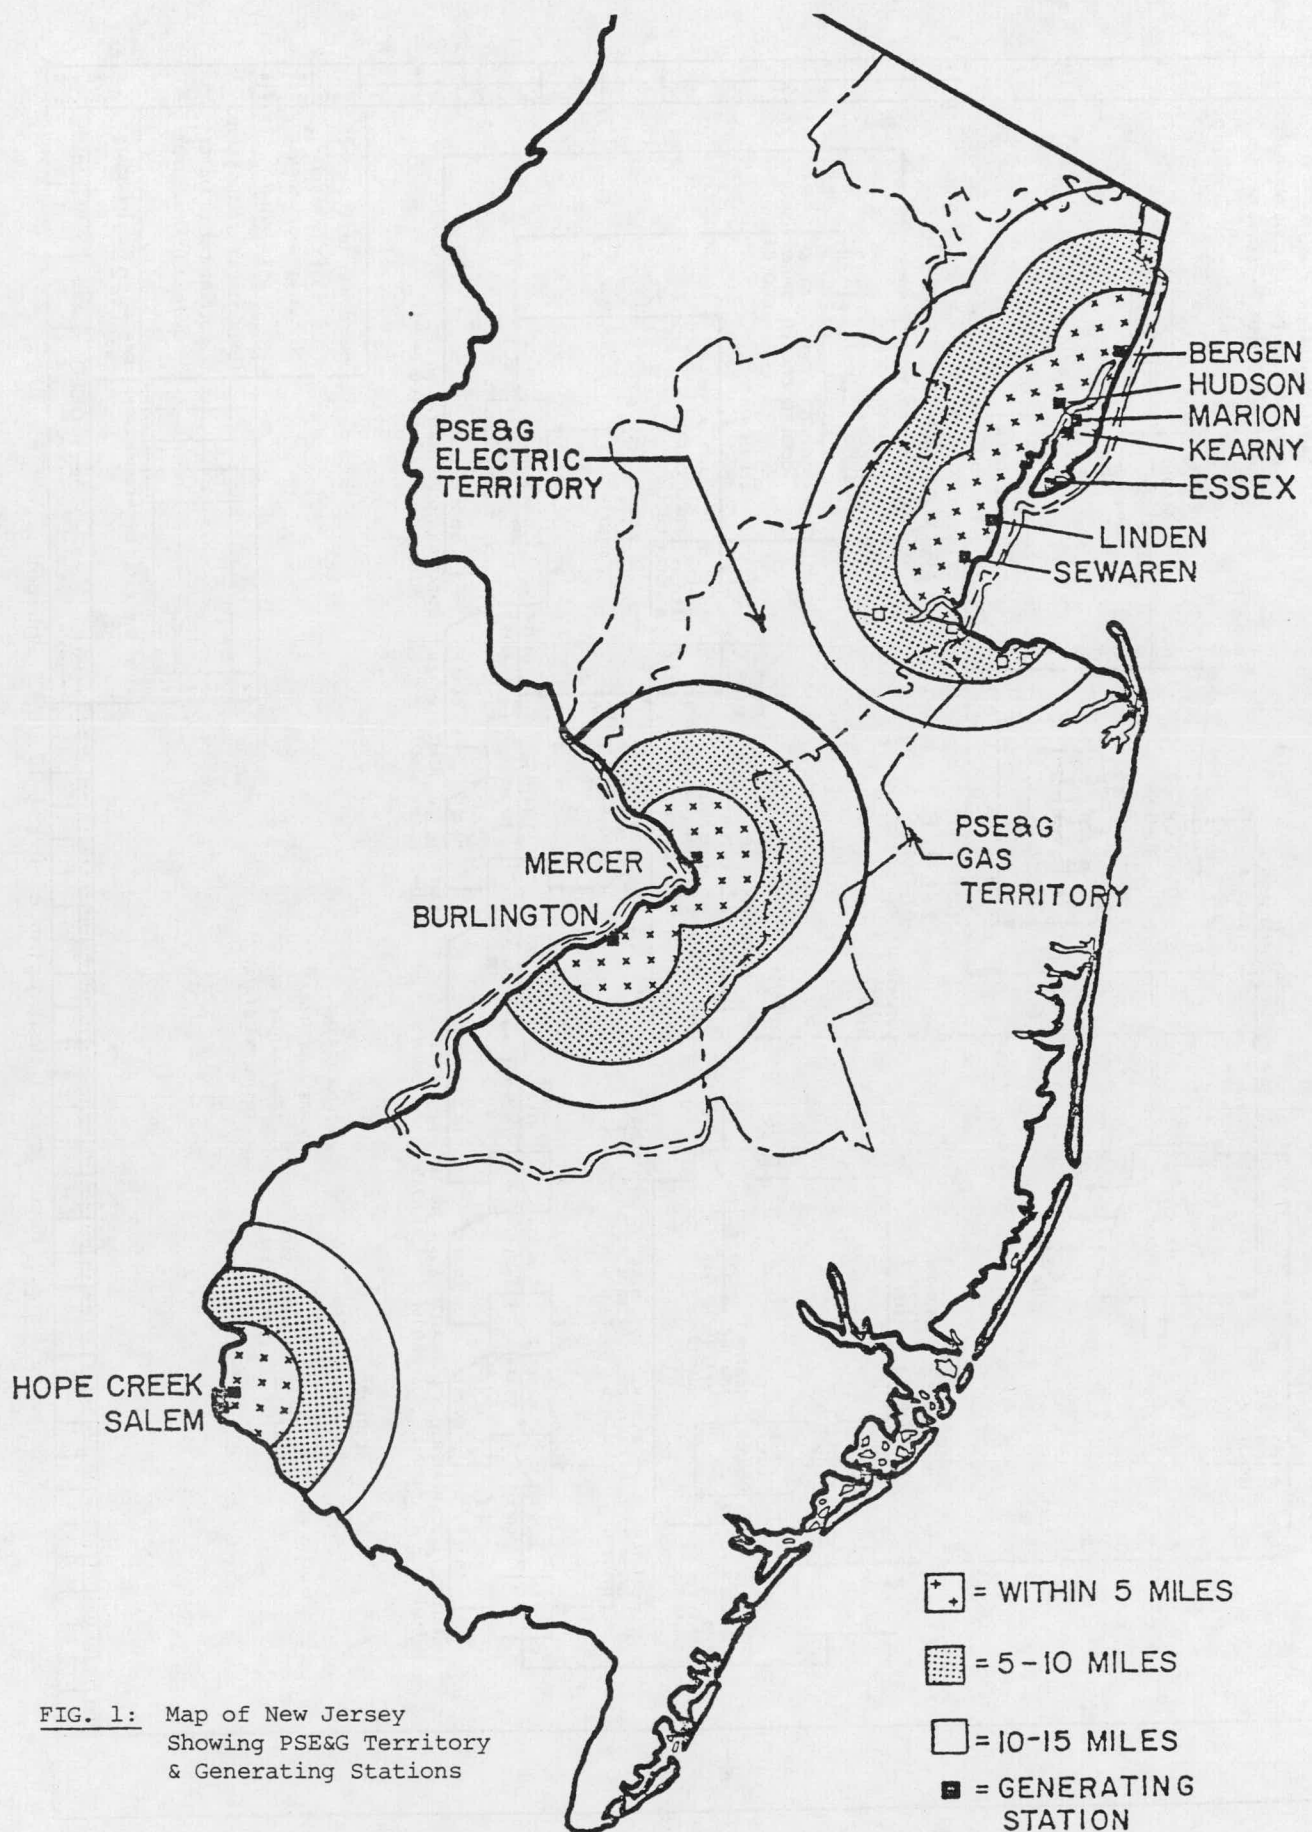 BERGEN
HUDSON
MARION
KEARNY
ESSEX
LINDEN
SEWAREN
PSE&G
ELECTRIC
TERRITORY
PSE&G
GAS
TERRITORY
MERCER
BURLINGTON
HOPE CREEK
SALEM
= WITHIN 5 MILES
= 5-10 MILES
= 10-15 MILES
= GENERATING
STATION
FIG. 1: Map of New Jersey
Showing PSE&G Territory
& Generating Stations